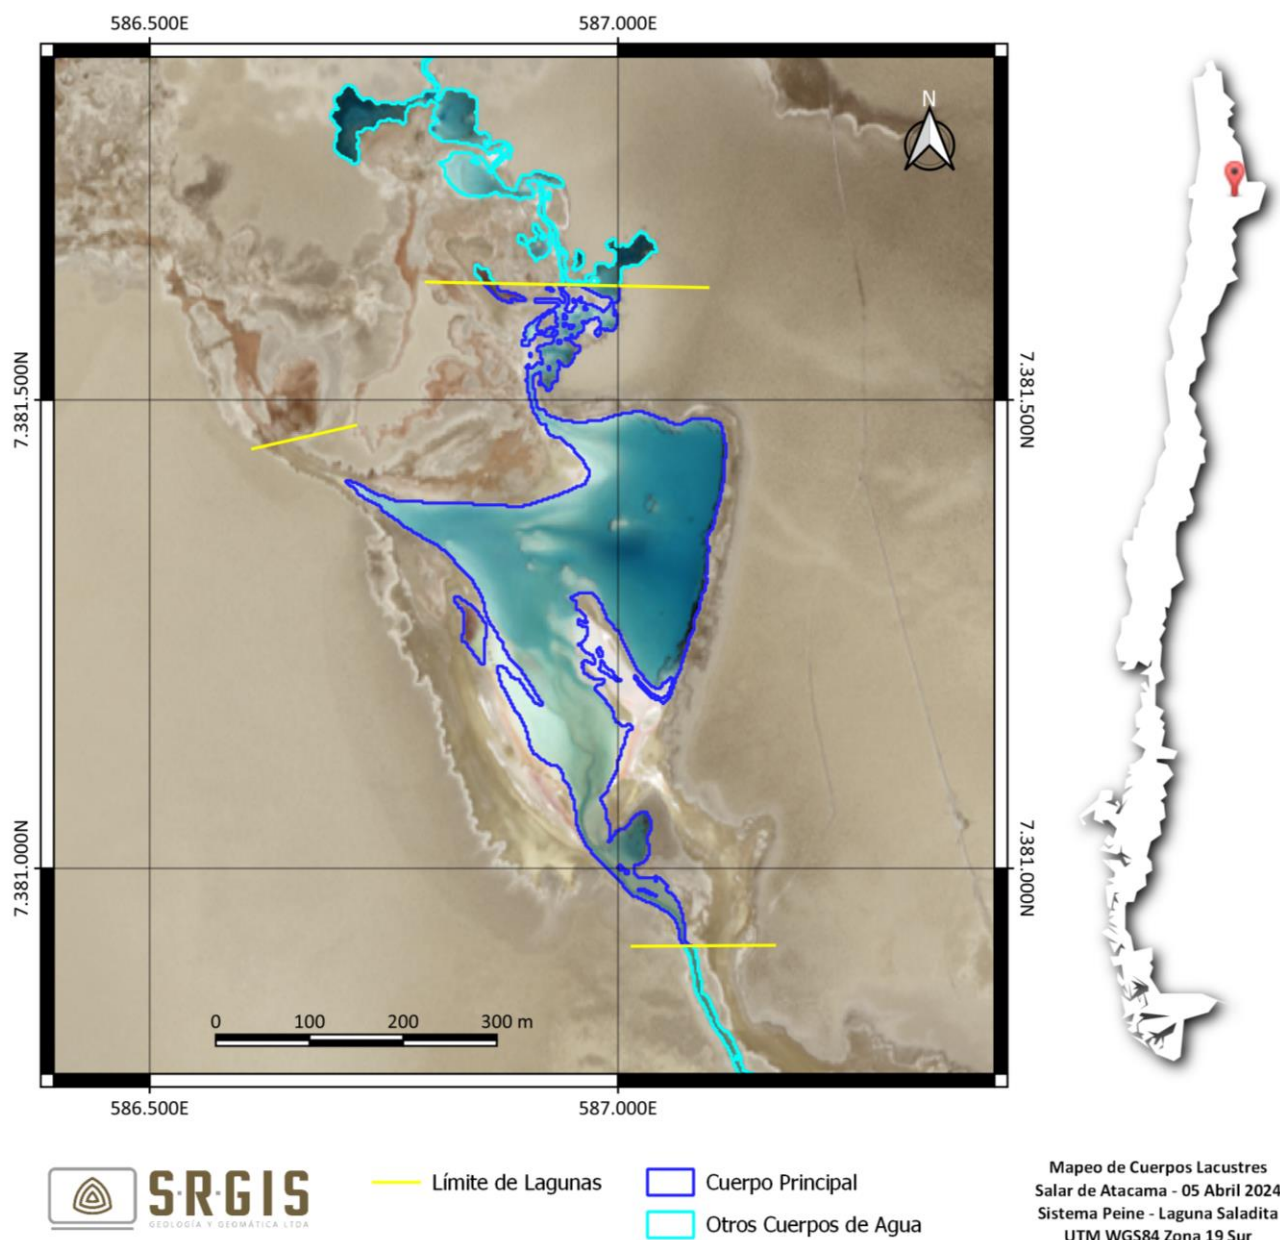 586.500E
587.000E
N
7.381.500N
7.381.500N
7.381.000N
7.381.000N
0 100 200 300 m
586.500E
587.000E
S·R·GIS
GEOLOGÍA Y GEOMÁTICA LTDA
Límite de Lagunas
Cuerpo Principal
Otros Cuerpos de Agua
Mapeo de Cuerpos Lacustres
Salar de Atacama - 05 Abril 2024
Sistema Peine - Laguna Saladita
UTM WGS84 Zona 19 Sur